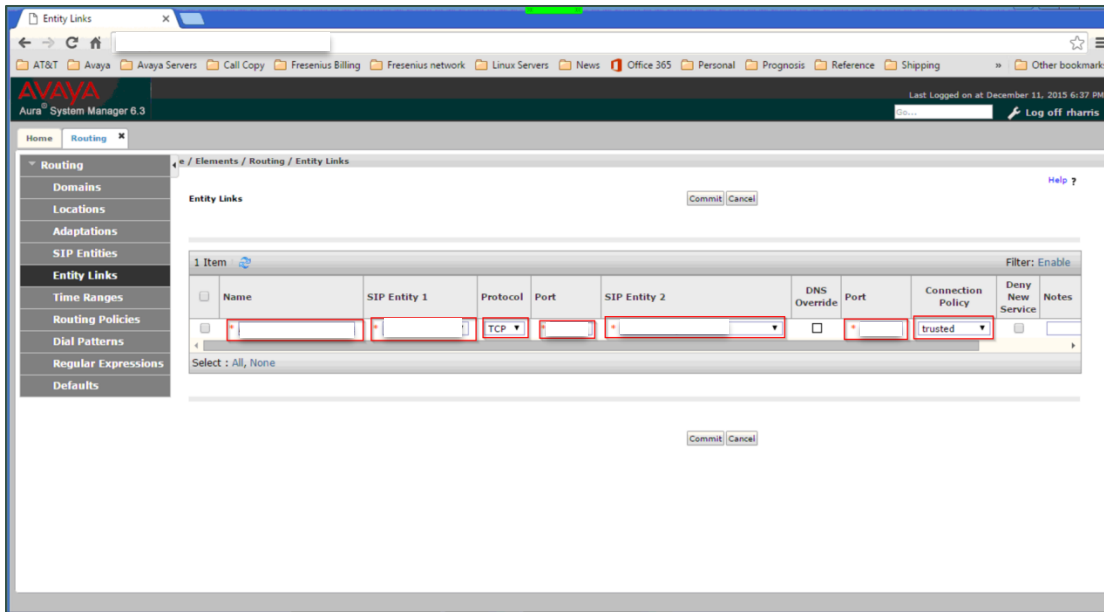 Entity Links
AT&T Avaya Avaya Servers Call Copy Fresenius Billing Fresenius network Linux Servers News Office 365 Personal Prognosis Reference Shipping » Other bookmark
AVAYA
Last Logged on at December 11, 2015 6:37 PM
Aura® System Manager 6.3
Go...
Log off rharris
Home Routing ×
Routing
e / Elements / Routing / Entity Links
Help ?
Domains
Entity Links
Commit Cancel
Locations
Adaptations
SIP Entities
1 Item
Filter: Enable
Entity Links
Name SIP Entity 1 Protocol Port SIP Entity 2 DNS Override Port Connection Policy Deny New Service Notes
Time Ranges
* * TCP * * * trusted
Routing Policies
Dial Patterns
Regular Expressions
Select : All, None
Defaults
Commit Cancel